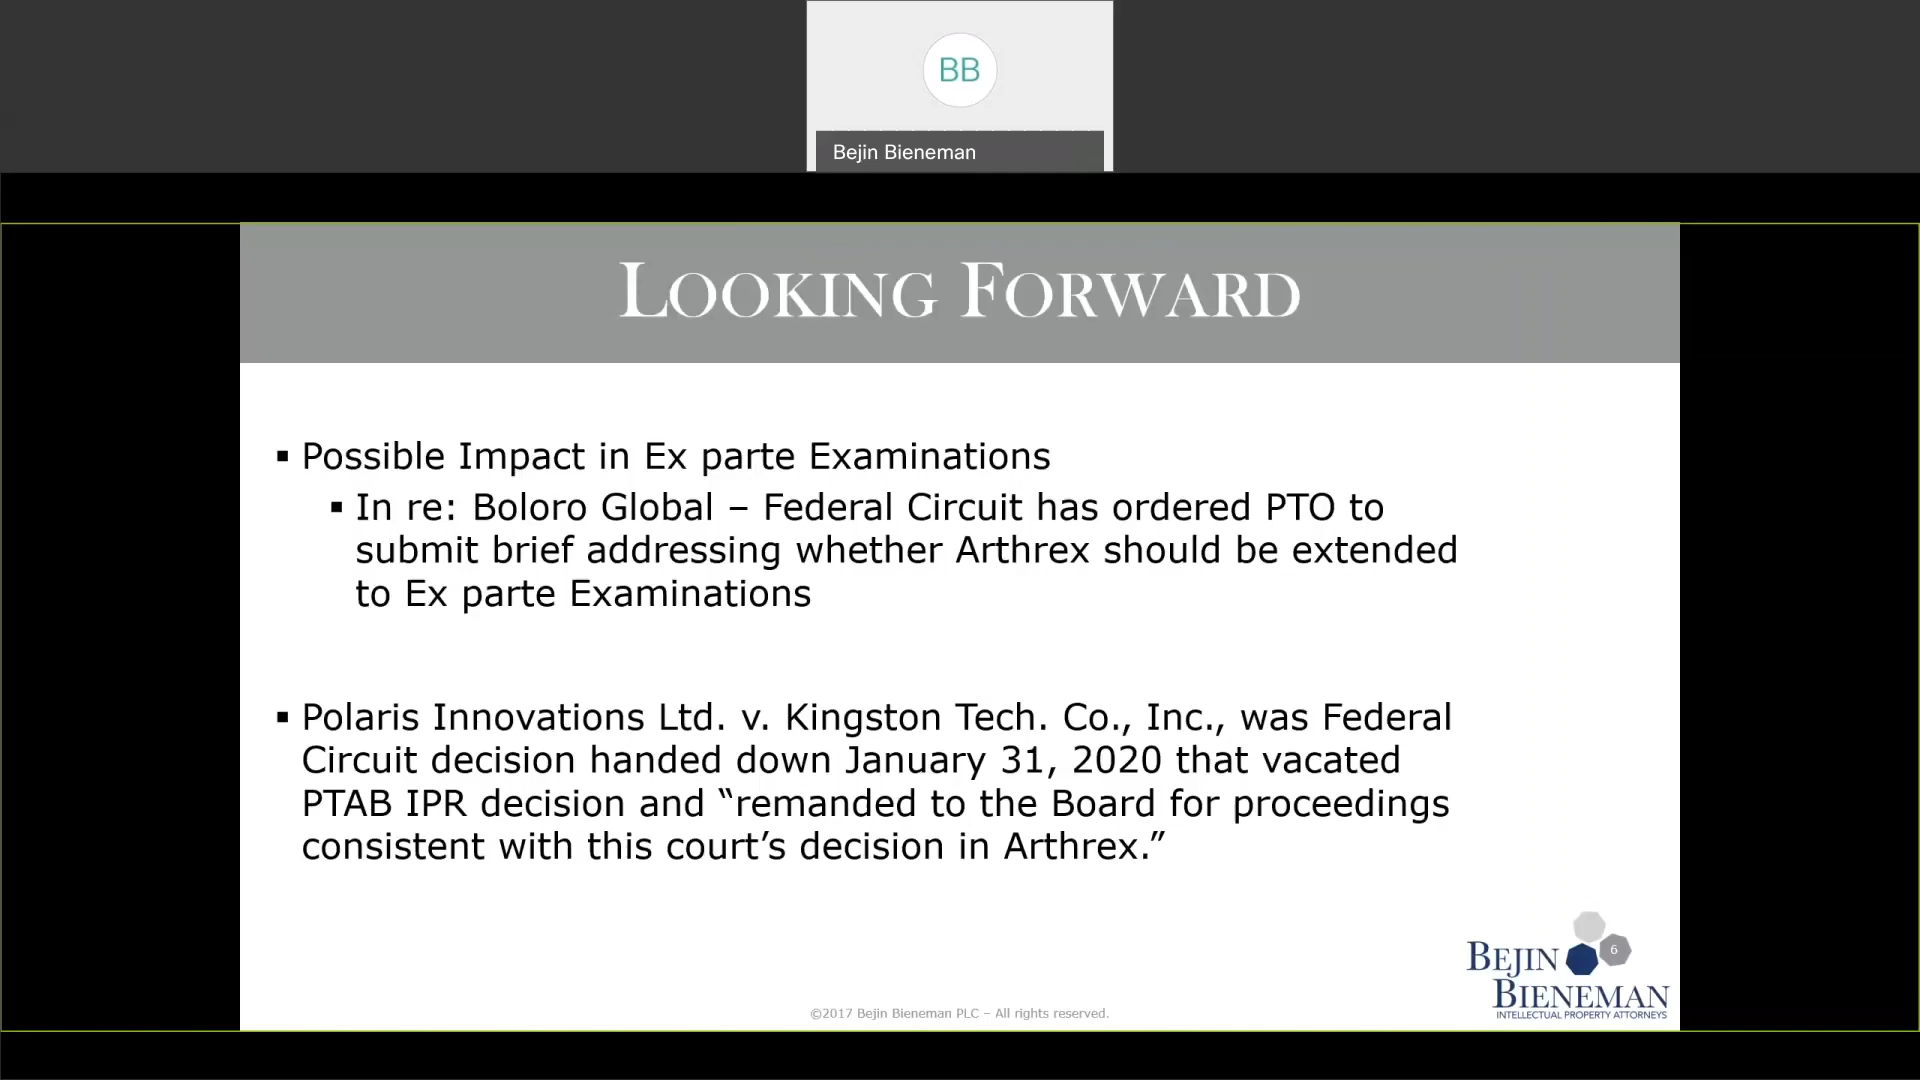 BB
Bejin Bieneman
LOOKING FORWARD
▪ Possible Impact in Ex parte Examinations
▪ In re: Boloro Global – Federal Circuit has ordered PTO to
submit brief addressing whether Arthrex should be extended
to Ex parte Examinations
▪ Polaris Innovations Ltd. v. Kingston Tech. Co., Inc., was Federal
Circuit decision handed down January 31, 2020 that vacated
PTAB IPR decision and “remanded to the Board for proceedings
consistent with this court’s decision in Arthrex.”
6
BEJIN
BIENEMAN
INTELLECTUAL PROPERTY ATTORNEYS
©2017 Bejin Bieneman PLC – All rights reserved.